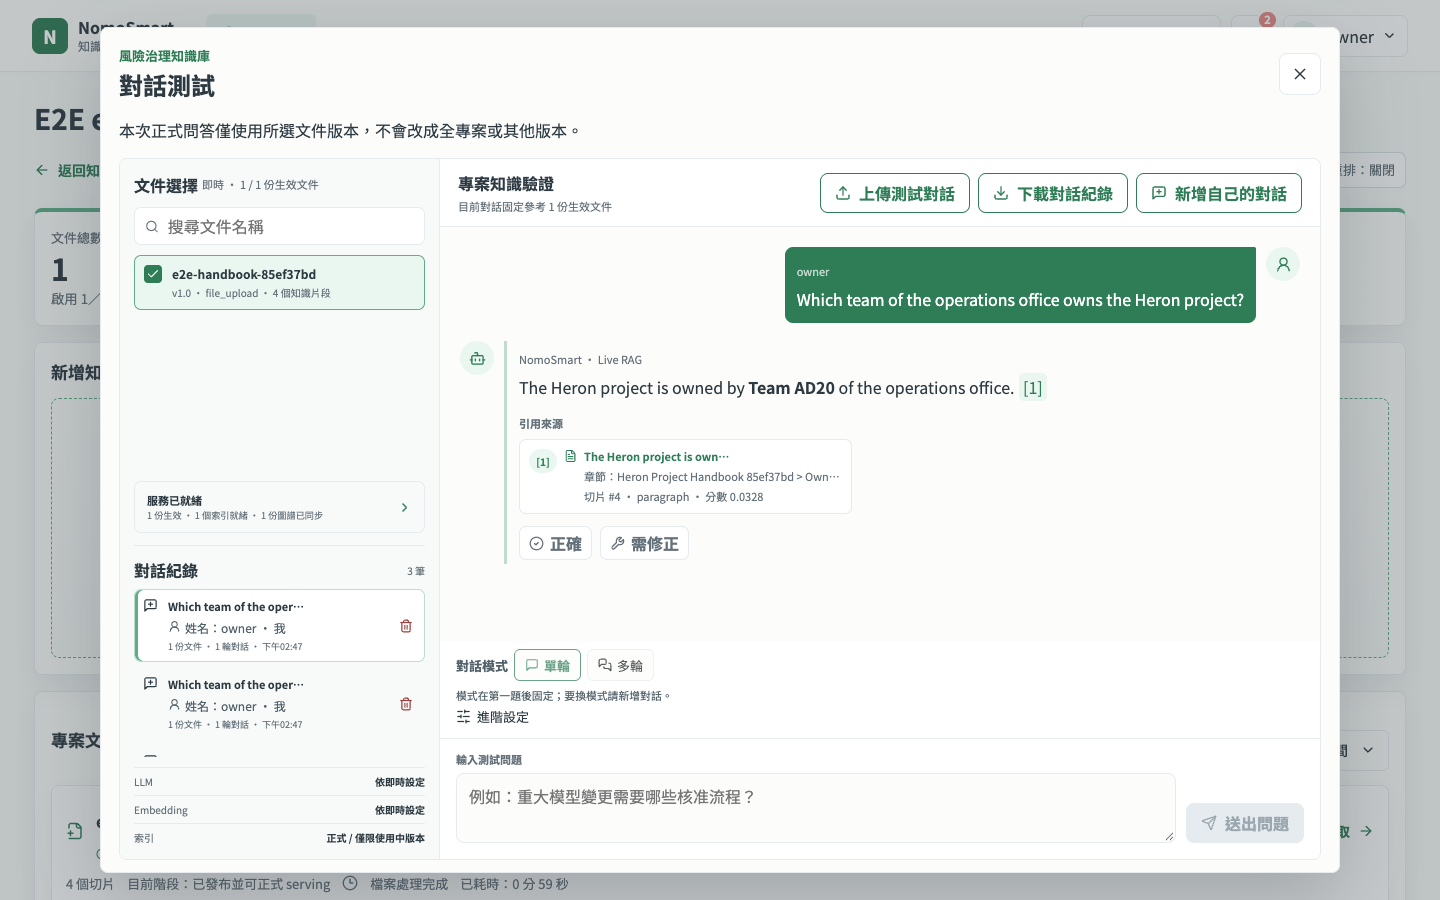 N
2
wner
E2E e
返回知
排：關閉
文件總數
1
啟用 1／
新增知
專案文
4 個切片 目前階段：已發布並可正式 serving 檔案處理完成 已耗時：0 分 59 秒
風險治理知識庫
對話測試
本次正式問答僅使用所選文件版本，不會改成全專案或其他版本。
文件選擇 即時 · 1 / 1 份生效文件
搜尋文件名稱
e2e-handbook-85ef37bd
v1.0 · file_upload · 4 個知識片段
服務已就緒
1 份生效 · 1 個索引就緒 · 1 份圖譜已同步
對話紀錄
3 筆
Which team of the oper…
姓名：owner · 我
1 份文件 · 1 輪對話 · 下午02:47
Which team of the oper…
姓名：owner · 我
1 份文件 · 1 輪對話 · 下午02:47
LLM 依即時設定
Embedding 依即時設定
索引 正式 / 僅限使用中版本
專案知識驗證
目前對話固定參考 1 份生效文件
上傳測試對話
下載對話紀錄
新增自己的對話
owner
Which team of the operations office owns the Heron project?
NomoSmart · Live RAG
The Heron project is owned by Team AD20 of the operations office. [1]
引用來源
[1] The Heron project is own…
章節：Heron Project Handbook 85ef37bd > Own…
切片 #4 · paragraph · 分數 0.0328
正確
需修正
對話模式 單輪 多輪
模式在第一題後固定；要換模式請新增對話。
進階設定
輸入測試問題
例如：重大模型變更需要哪些核准流程？
送出問題